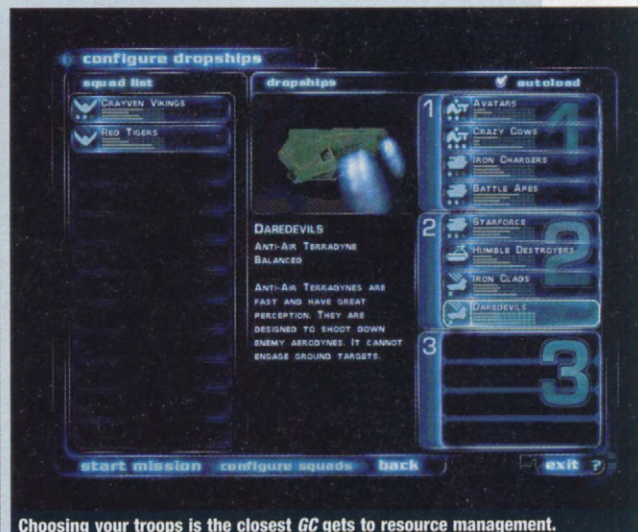 configure dropships
squad list
dropships
autoload
Crayven Vikings
Red Tigers
Daredevils
Anti-Air Terradyne
Balanced
Anti-Air Terradynes are
fast and have great
perception. They are
designed to shoot down
enemy aerodynes. It cannot
engage ground targets.
1
1
Avatars
Crazy Cows
Iron Chargers
Battle Apes
2
2
Starforce
Humble Destroyers
Iron Clads
Daredevils
3
3
start mission
configure squads
back
exit ?
Choosing your troops is the closest GC gets to resource management.